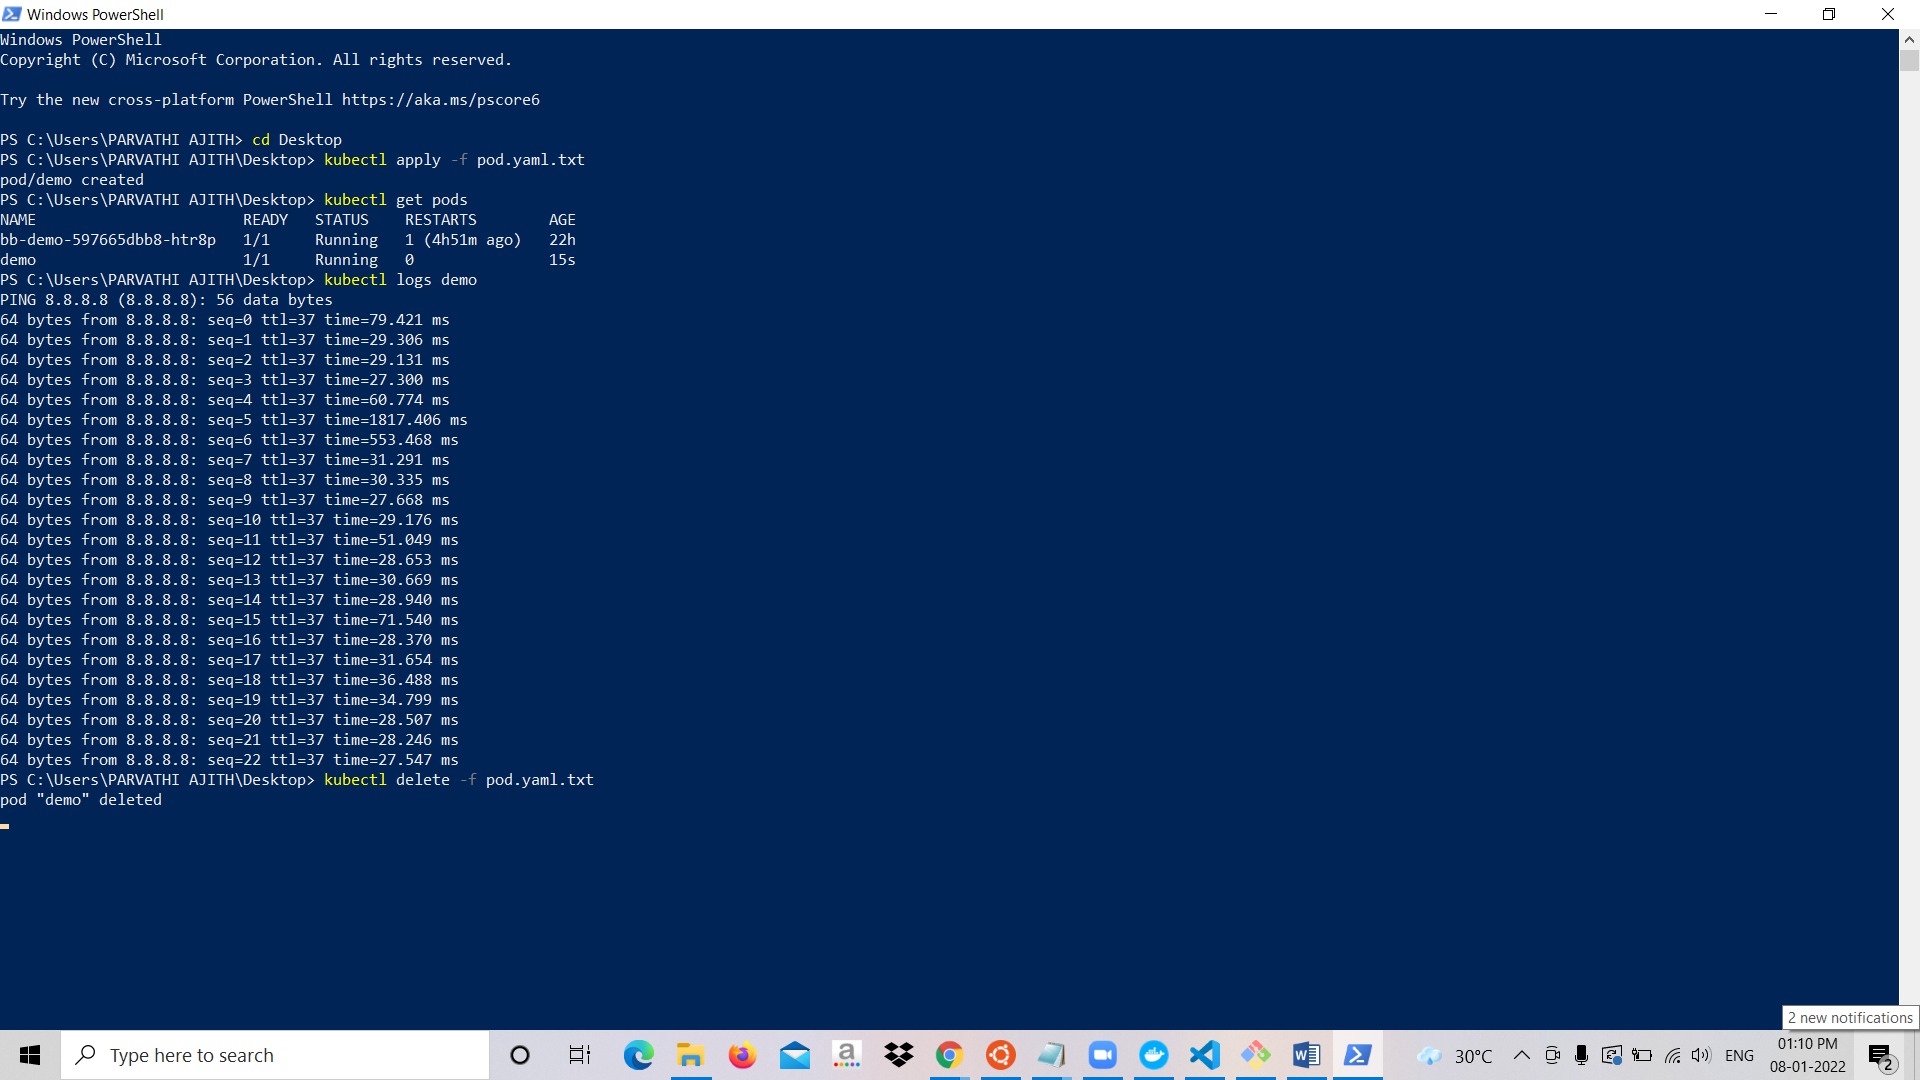 Windows PowerShell
Windows PowerShell
Copyright (C) Microsoft Corporation. All rights reserved.
Try the new cross-platform PowerShell https://aka.ms/pscore6
PS C:\Users\PARVATHI AJITH> cd Desktop
PS C:\Users\PARVATHI AJITH\Desktop> kubectl apply -f pod.yaml.txt
pod/demo created
PS C:\Users\PARVATHI AJITH\Desktop> kubectl get pods
NAME READY STATUS RESTARTS AGE
bb-demo-597665dbb8-htr8p 1/1 Running 1 (4h51m ago) 22h
demo 1/1 Running 0 15s
PS C:\Users\PARVATHI AJITH\Desktop> kubectl logs demo
PING 8.8.8.8 (8.8.8.8): 56 data bytes
64 bytes from 8.8.8.8: seq=0 ttl=37 time=79.421 ms
64 bytes from 8.8.8.8: seq=1 ttl=37 time=29.306 ms
64 bytes from 8.8.8.8: seq=2 ttl=37 time=29.131 ms
64 bytes from 8.8.8.8: seq=3 ttl=37 time=27.300 ms
64 bytes from 8.8.8.8: seq=4 ttl=37 time=60.774 ms
64 bytes from 8.8.8.8: seq=5 ttl=37 time=1817.406 ms
64 bytes from 8.8.8.8: seq=6 ttl=37 time=553.468 ms
64 bytes from 8.8.8.8: seq=7 ttl=37 time=31.291 ms
64 bytes from 8.8.8.8: seq=8 ttl=37 time=30.335 ms
64 bytes from 8.8.8.8: seq=9 ttl=37 time=27.668 ms
64 bytes from 8.8.8.8: seq=10 ttl=37 time=29.176 ms
64 bytes from 8.8.8.8: seq=11 ttl=37 time=51.049 ms
64 bytes from 8.8.8.8: seq=12 ttl=37 time=28.653 ms
64 bytes from 8.8.8.8: seq=13 ttl=37 time=30.669 ms
64 bytes from 8.8.8.8: seq=14 ttl=37 time=28.940 ms
64 bytes from 8.8.8.8: seq=15 ttl=37 time=71.540 ms
64 bytes from 8.8.8.8: seq=16 ttl=37 time=28.370 ms
64 bytes from 8.8.8.8: seq=17 ttl=37 time=31.654 ms
64 bytes from 8.8.8.8: seq=18 ttl=37 time=36.488 ms
64 bytes from 8.8.8.8: seq=19 ttl=37 time=34.799 ms
64 bytes from 8.8.8.8: seq=20 ttl=37 time=28.507 ms
64 bytes from 8.8.8.8: seq=21 ttl=37 time=28.246 ms
64 bytes from 8.8.8.8: seq=22 ttl=37 time=27.547 ms
PS C:\Users\PARVATHI AJITH\Desktop> kubectl delete -f pod.yaml.txt
pod "demo" deleted
2 new notifications
Type here to search
30°C
ENG
01:10 PM
08-01-2022
2